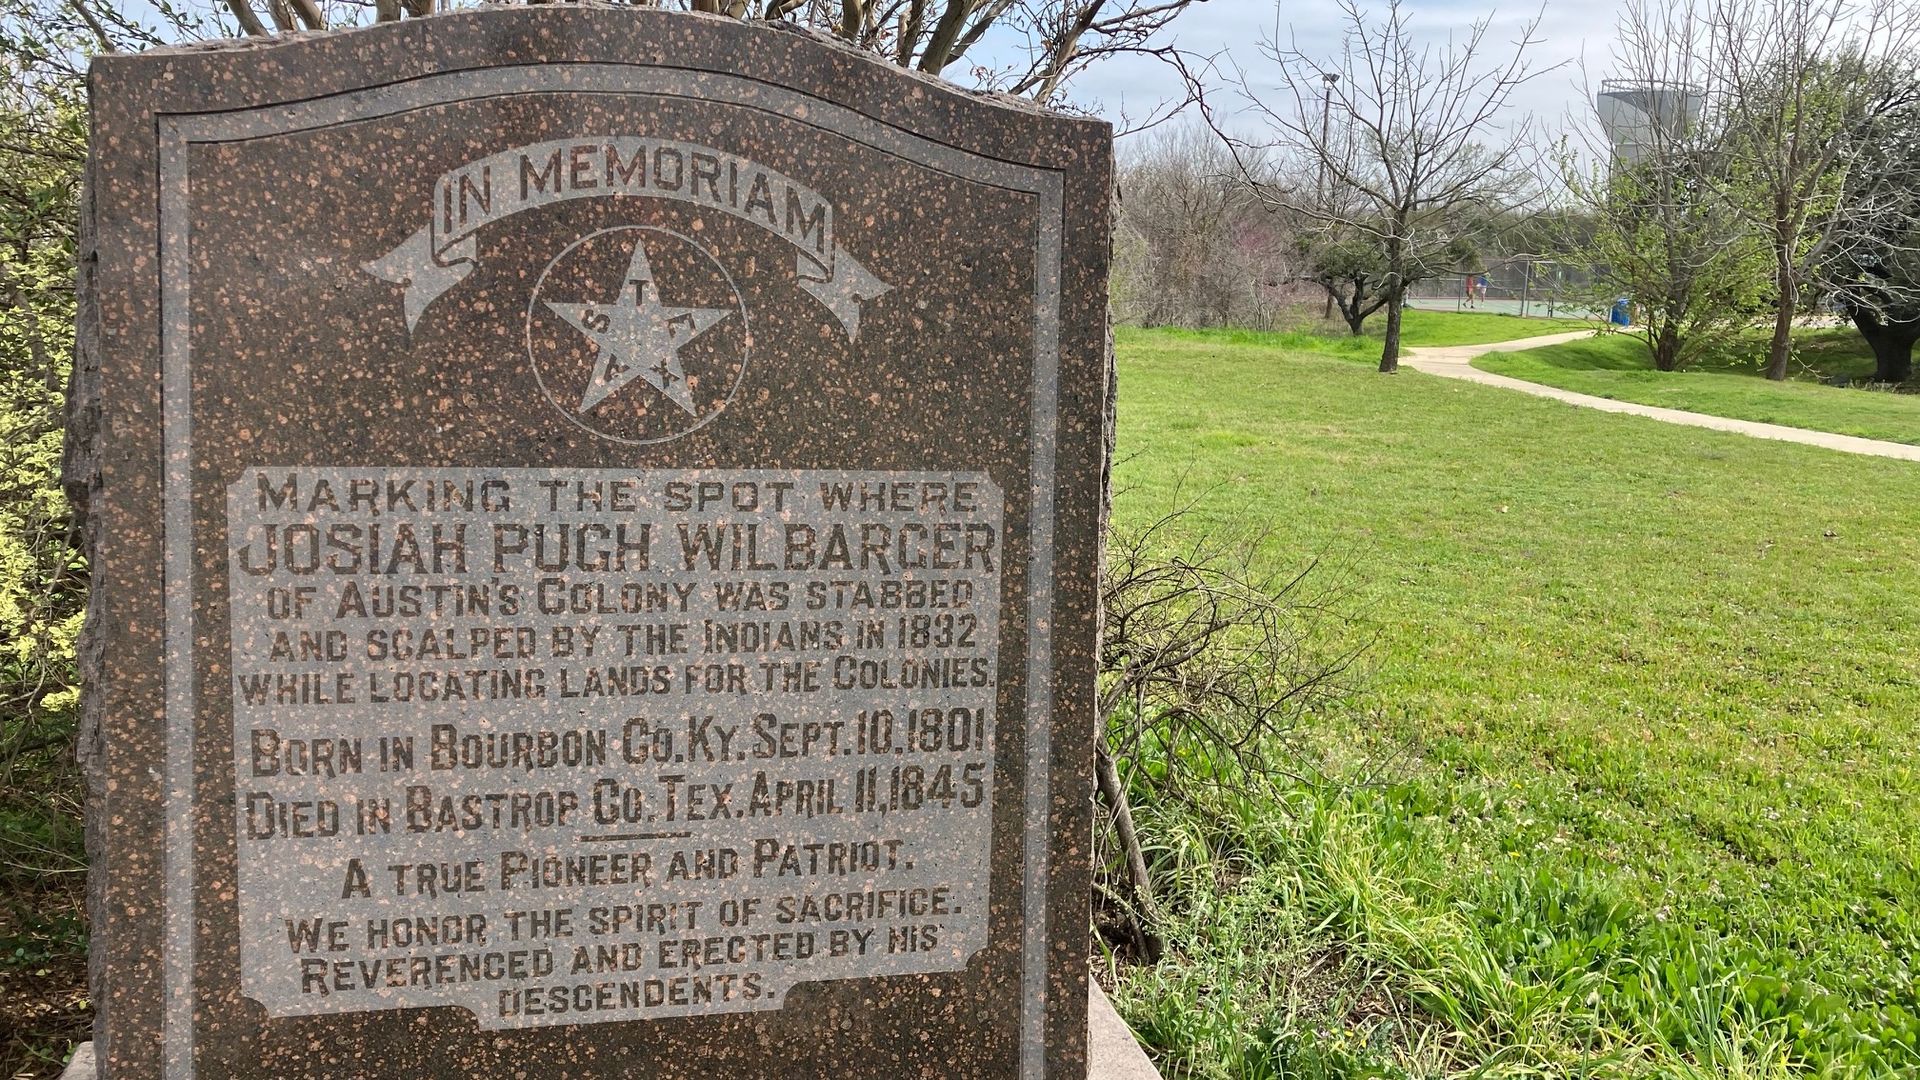 IN MEMORIAM
TEXAS
MARKING THE SPOT WHERE
JOSIAH PUGH WILBARGER
OF AUSTIN'S COLONY WAS STABBED
AND SCALPED BY THE INDIANS IN 1832
WHILE LOCATING LANDS FOR THE COLONIES.
BORN IN BOURBON CO. KY. SEPT. 10. 1801
DIED IN BASTROP CO. TEX. APRIL 11, 1845
A TRUE PIONEER AND PATRIOT.
WE HONOR THE SPIRIT OF SACRIFICE.
REVERENCED AND ERECTED BY HIS
DESCENDENTS.